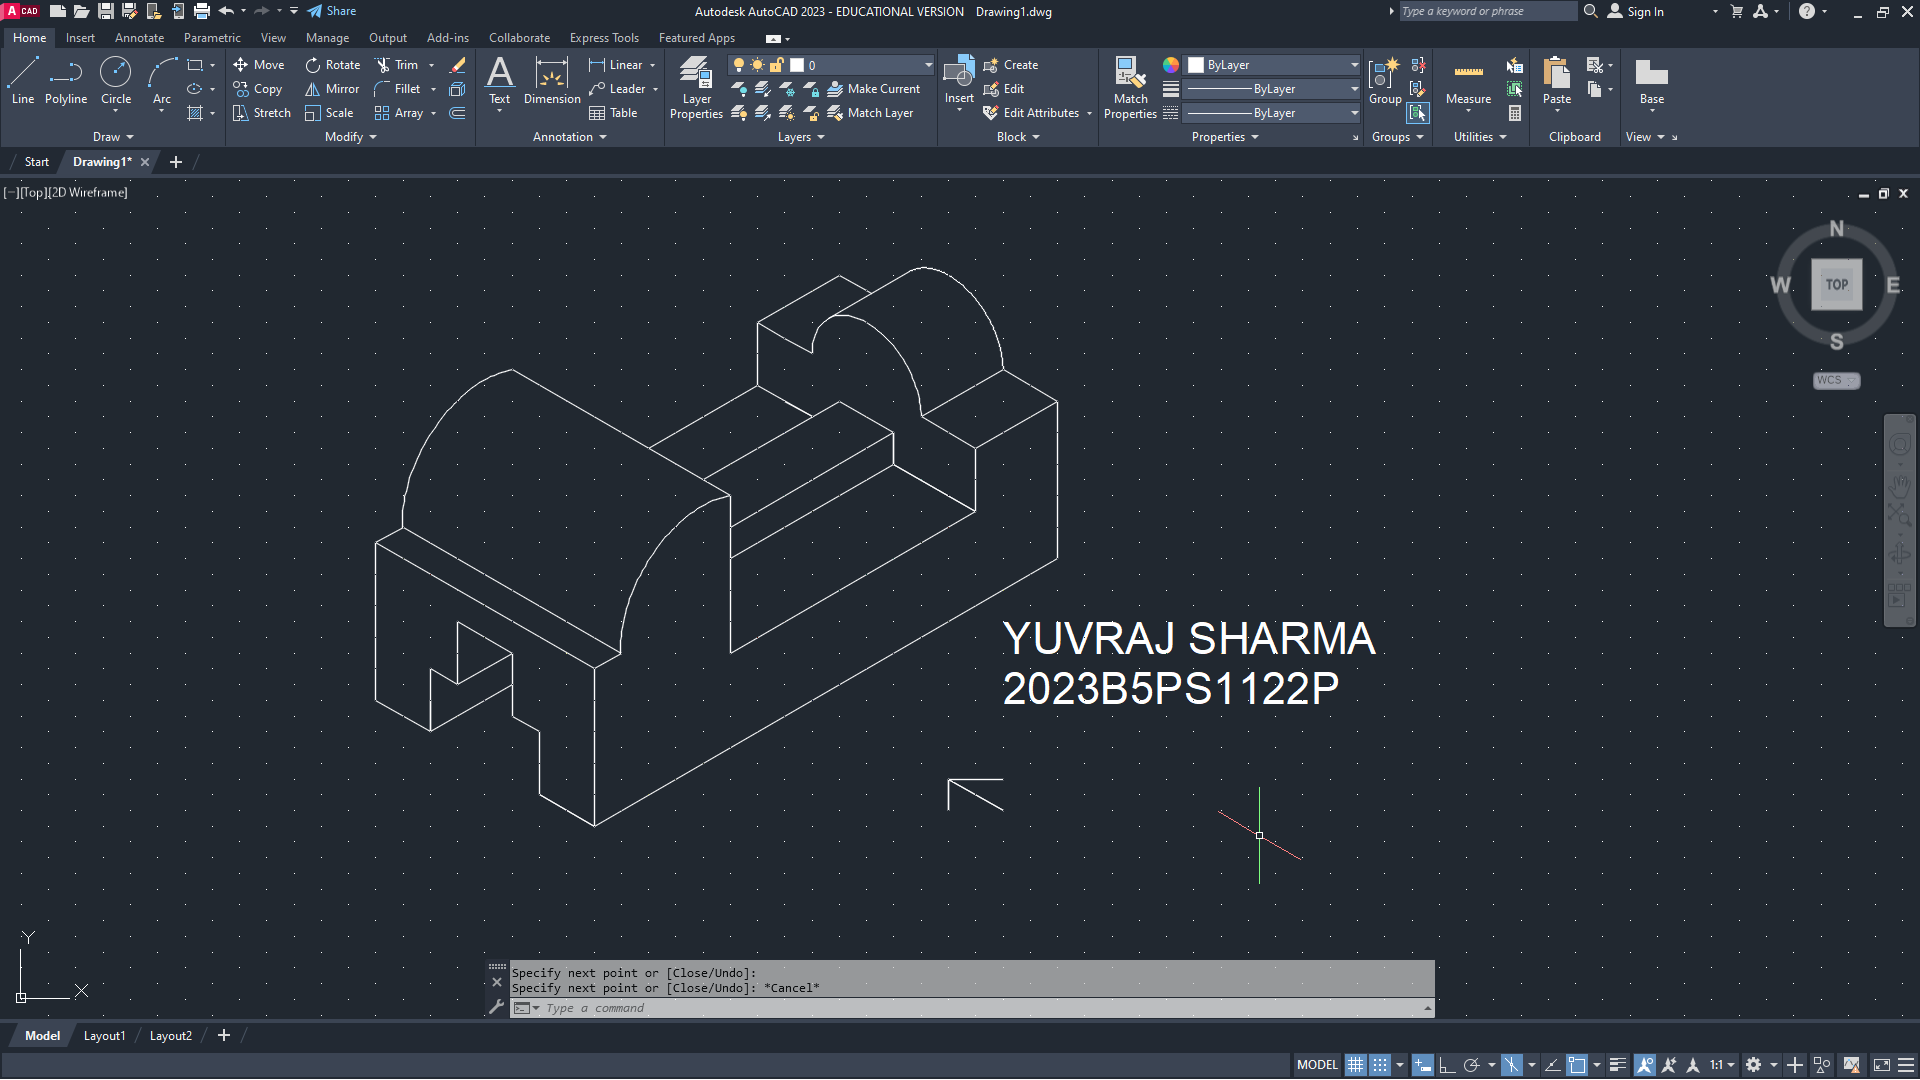 A CAD Share Autodesk AutoCAD 2023 - EDUCATIONAL VERSION Drawing1.dwg Type a keyword or phrase Sign In
Home Insert Annotate Parametric View Manage Output Add-ins Collaborate Express Tools Featured Apps
Line Polyline Circle Arc
Draw
Move Rotate Trim
Copy Mirror Fillet
Stretch Scale Array
Modify
Text Dimension
Linear
Leader
Table
Annotation
Layer Properties
0
Make Current
Match Layer
Layers
Insert
Create
Edit
Edit Attributes
Block
Match Properties
ByLayer
ByLayer
ByLayer
Properties
Group
Groups
Measure
Utilities
Paste
Clipboard
Base
View
Start Drawing1*
[−][Top][2D Wireframe]
N
W TOP E
S
WCS
YUVRAJ SHARMA
2023B5PS1122P
Y
X
Specify next point or [Close/Undo]:
Specify next point or [Close/Undo]: *Cancel*
Type a command
Model Layout1 Layout2
MODEL 1:1